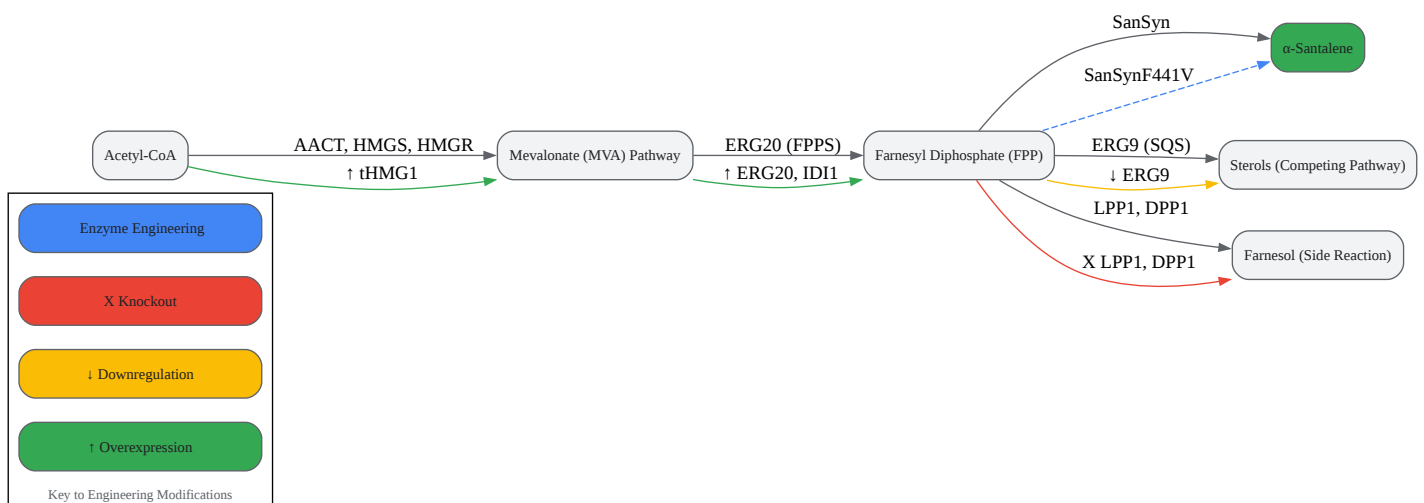 SanSyn
α-Santalene
SanSynF441V
Acetyl-CoA
AACT, HMGS, HMGR
↑ tHMG1
Mevalonate (MVA) Pathway
ERG20 (FPPS)
↑ ERG20, IDI1
Farnesyl Diphosphate (FPP)
ERG9 (SQS)
↓ ERG9
Sterols (Competing Pathway)
LPP1, DPP1
X LPP1, DPP1
Farnesol (Side Reaction)
Enzyme Engineering
X Knockout
↓ Downregulation
↑ Overexpression
Key to Engineering Modifications